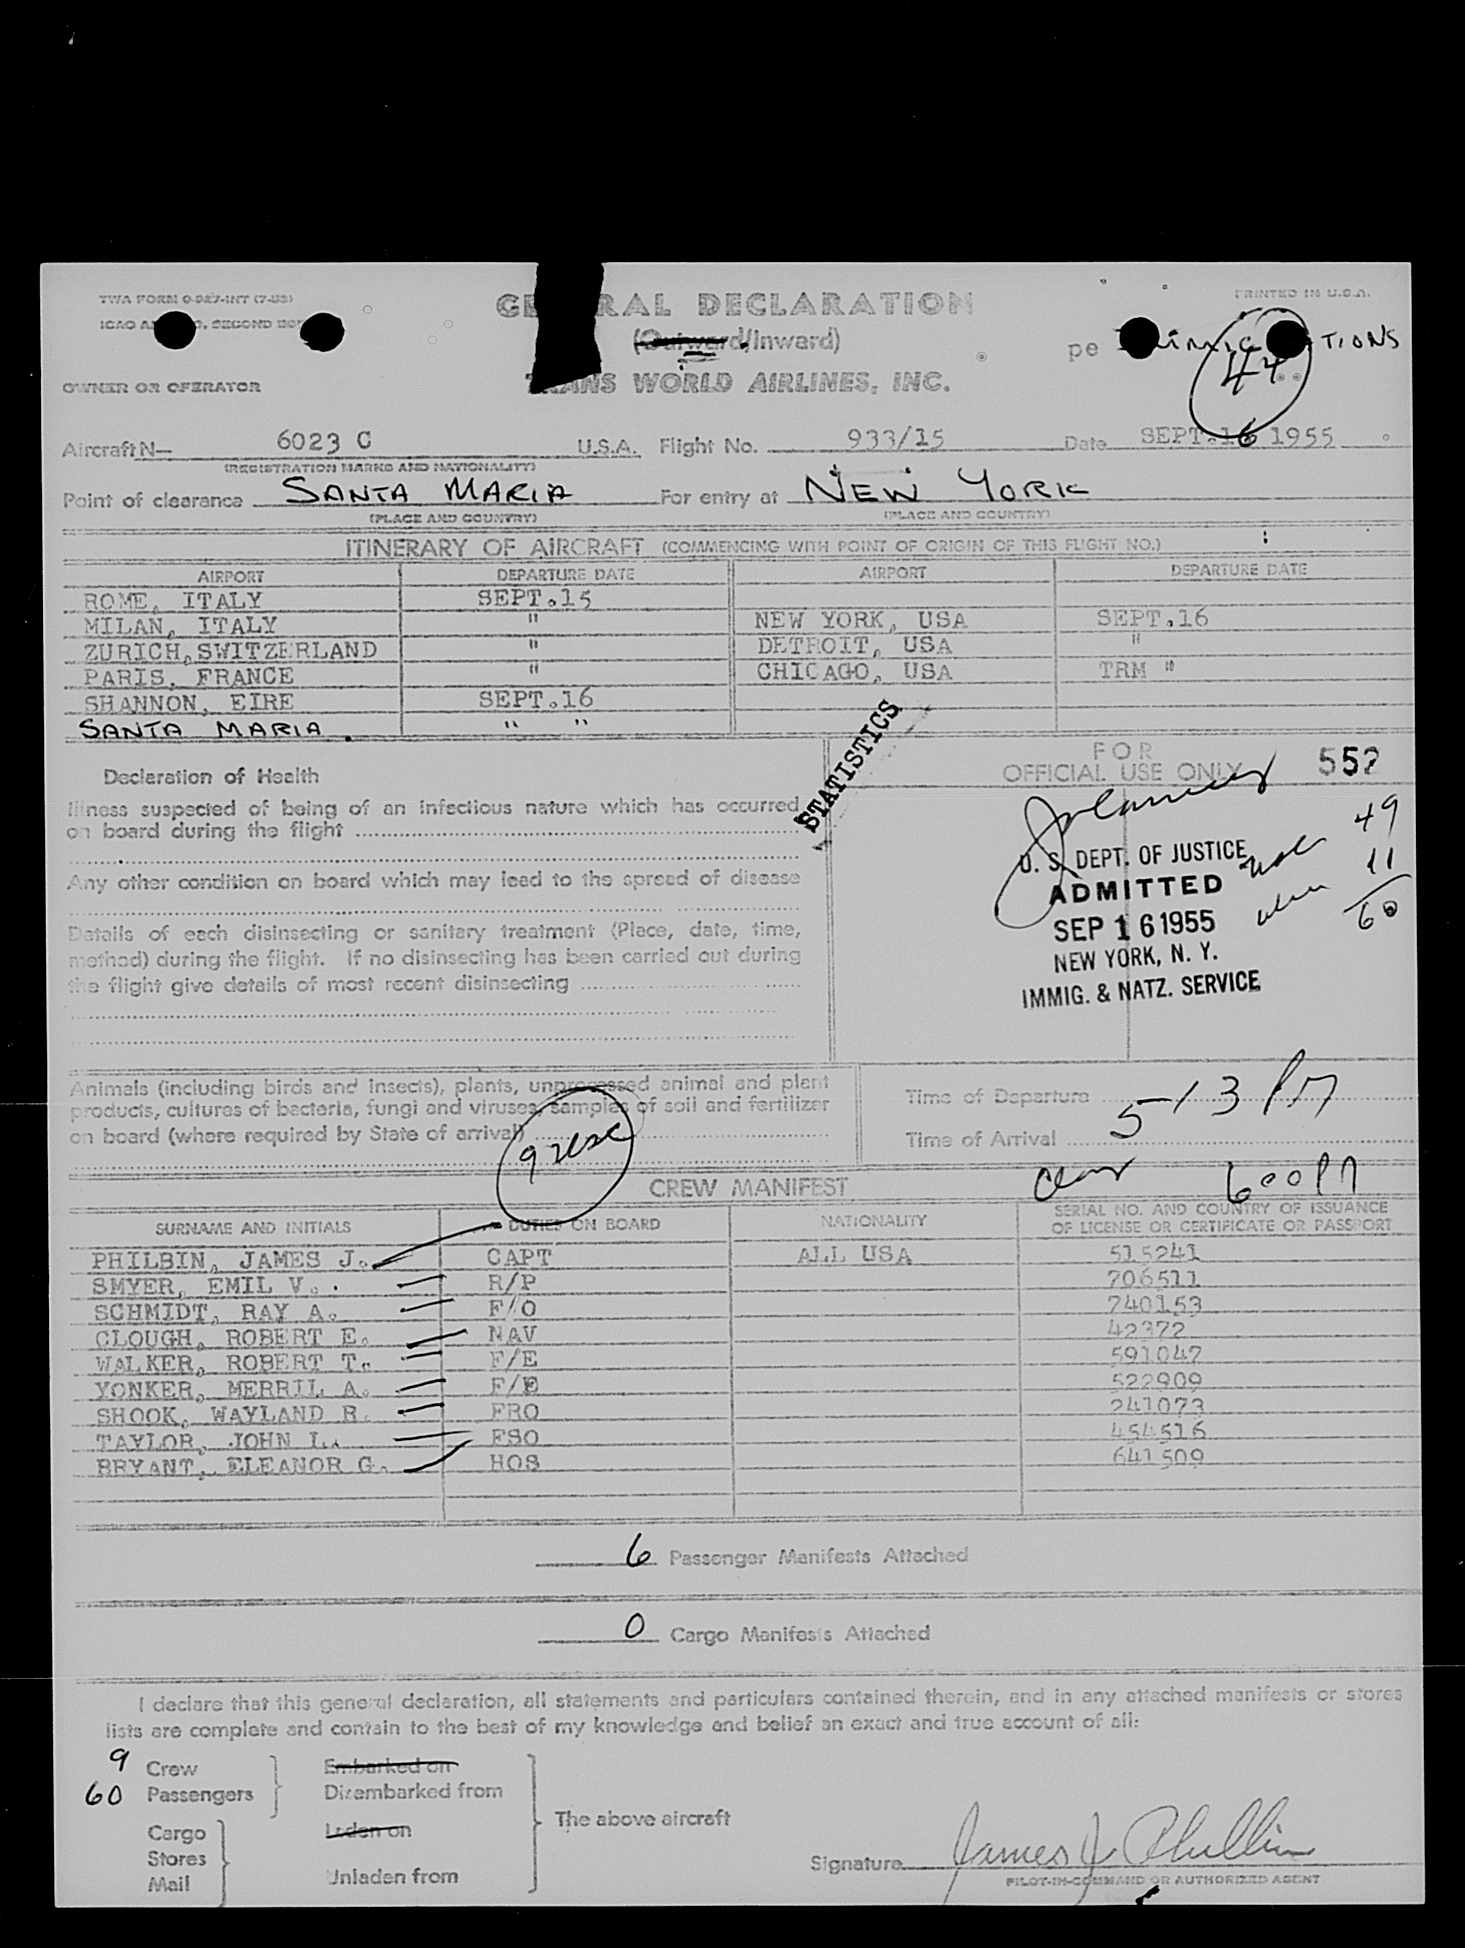 TWA FORM
PRINTED IN U.S.A.
SECOND
GE RAL DECLARATION
(Outward/Inward)
TIONS
44
OWNER OR OPERATOR
TRANS WORLD AIRLINES, INC.
Aircraft N— 6023 C U.S.A. Flight No. 933/15 Date SEPT.16 1955
(REGISTRATION MARKS AND NATIONALITY)
Point of clearance SANTA MARIA For entry at NEW YORK
(PLACE AND COUNTRY) (PLACE AND COUNTRY)
ITINERARY OF AIRCRAFT (COMMENCING WITH POINT OF ORIGIN OF THIS FLIGHT NO.)
AIRPORT DEPARTURE DATE AIRPORT DEPARTURE DATE
ROME, ITALY SEPT.15
MILAN, ITALY " NEW YORK, USA SEPT.16
ZURICH,SWITZERLAND " DETROIT, USA "
PARIS, FRANCE " CHICAGO, USA TRM "
SHANNON, EIRE SEPT.16
SANTA MARIA " "
STATISTICS
FOR
OFFICIAL USE ONLY 552
Declaration of Health
Illness suspected of being of an infectious nature which has occurred
on board during the flight
Any other condition on board which may lead to the spread of disease
Details of each disinsecting or sanitary treatment (Place, date, time,
method) during the flight. If no disinsecting has been carried out during
the flight give details of most recent disinsecting
49
11
60
U. S. DEPT. OF JUSTICE
ADMITTED
SEP 16 1955
NEW YORK, N. Y.
IMMIG. & NATZ. SERVICE
Animals (including birds and insects), plants, unprocessed animal and plant
products, cultures of bacteria, fungi and viruses, samples of soil and fertilizer
on board (where required by State of arrival)
9 
Time of Departure
513 PM
Time of Arrival
600 PM
CREW MANIFEST
SURNAME AND INITIALS DUTIES ON BOARD NATIONALITY SERIAL NO. AND COUNTRY OF ISSUANCE
OF LICENSE OR CERTIFICATE OR PASSPORT
PHILBIN, JAMES J. CAPT ALL USA 515241
SMYER, EMIL V. R/P 706511
SCHMIDT, RAY A. F/O 740153
CLOUGH, ROBERT E. NAV 42372
WALKER, ROBERT T. F/E 591047
YONKER, MERRIL A. F/E 522909
SHOOK, WAYLAND R. FRO 241073
TAYLOR, JOHN L. FSO 454516
BRYANT, ELEANOR G. HOS 641509
6 Passenger Manifests Attached
0 Cargo Manifests Attached
I declare that this general declaration, all statements and particulars contained therein, and in any attached manifests or stores
lists are complete and contain to the best of my knowledge and belief an exact and true account of all:
9 Crew Embarked on
60 Passengers Disembarked from
The above aircraft
Cargo Laden on
Stores
Mail Unladen from
Signature James J Philbin
PILOT-IN-COMMAND OR AUTHORIZED AGENT